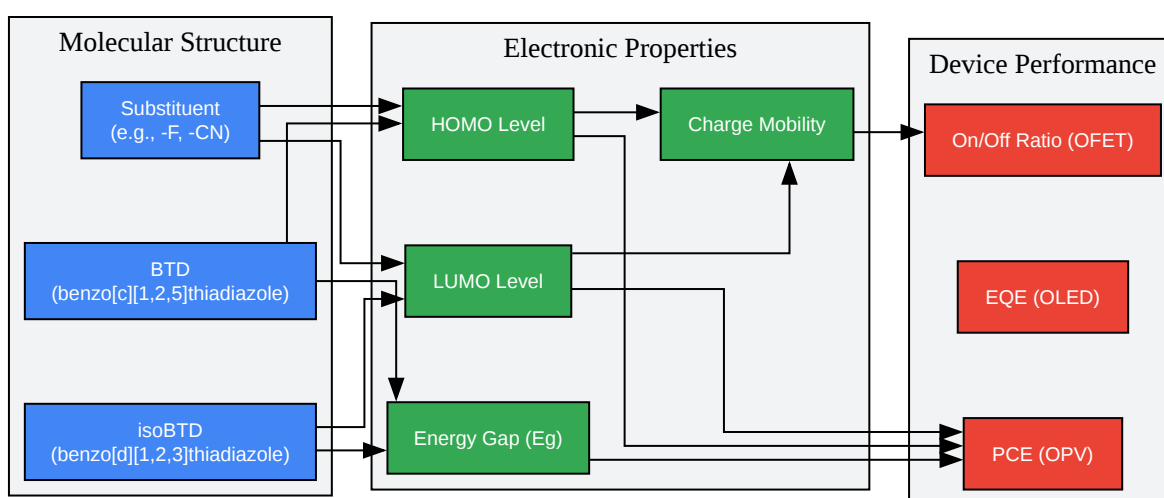 Molecular Structure
Substituent
(e.g., -F, -CN)
BTD
(benzo[c][1,2,5]thiadiazole)
isoBTD
(benzo[d][1,2,3]thiadiazole)
Electronic Properties
HOMO Level
Charge Mobility
LUMO Level
Energy Gap (Eg)
Device Performance
On/Off Ratio (OFET)
EQE (OLED)
PCE (OPV)